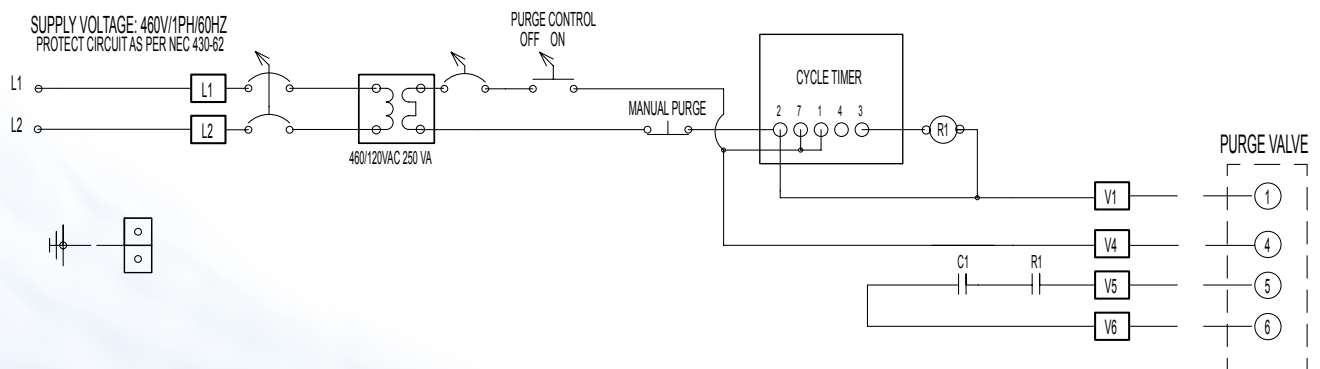 SUPPLY VOLTAGE: 460V/1PH/60HZ
PROTECT CIRCUIT AS PER NEC 430-62
PURGE CONTROL
OFF ON
L1
L1
L2
L2
460/120VAC 250 VA
MANUAL PURGE
CYCLE TIMER
2 7 1 4 3
R1
PURGE VALVE
V1
1
V4
4
C1
R1
V5
5
V6
6